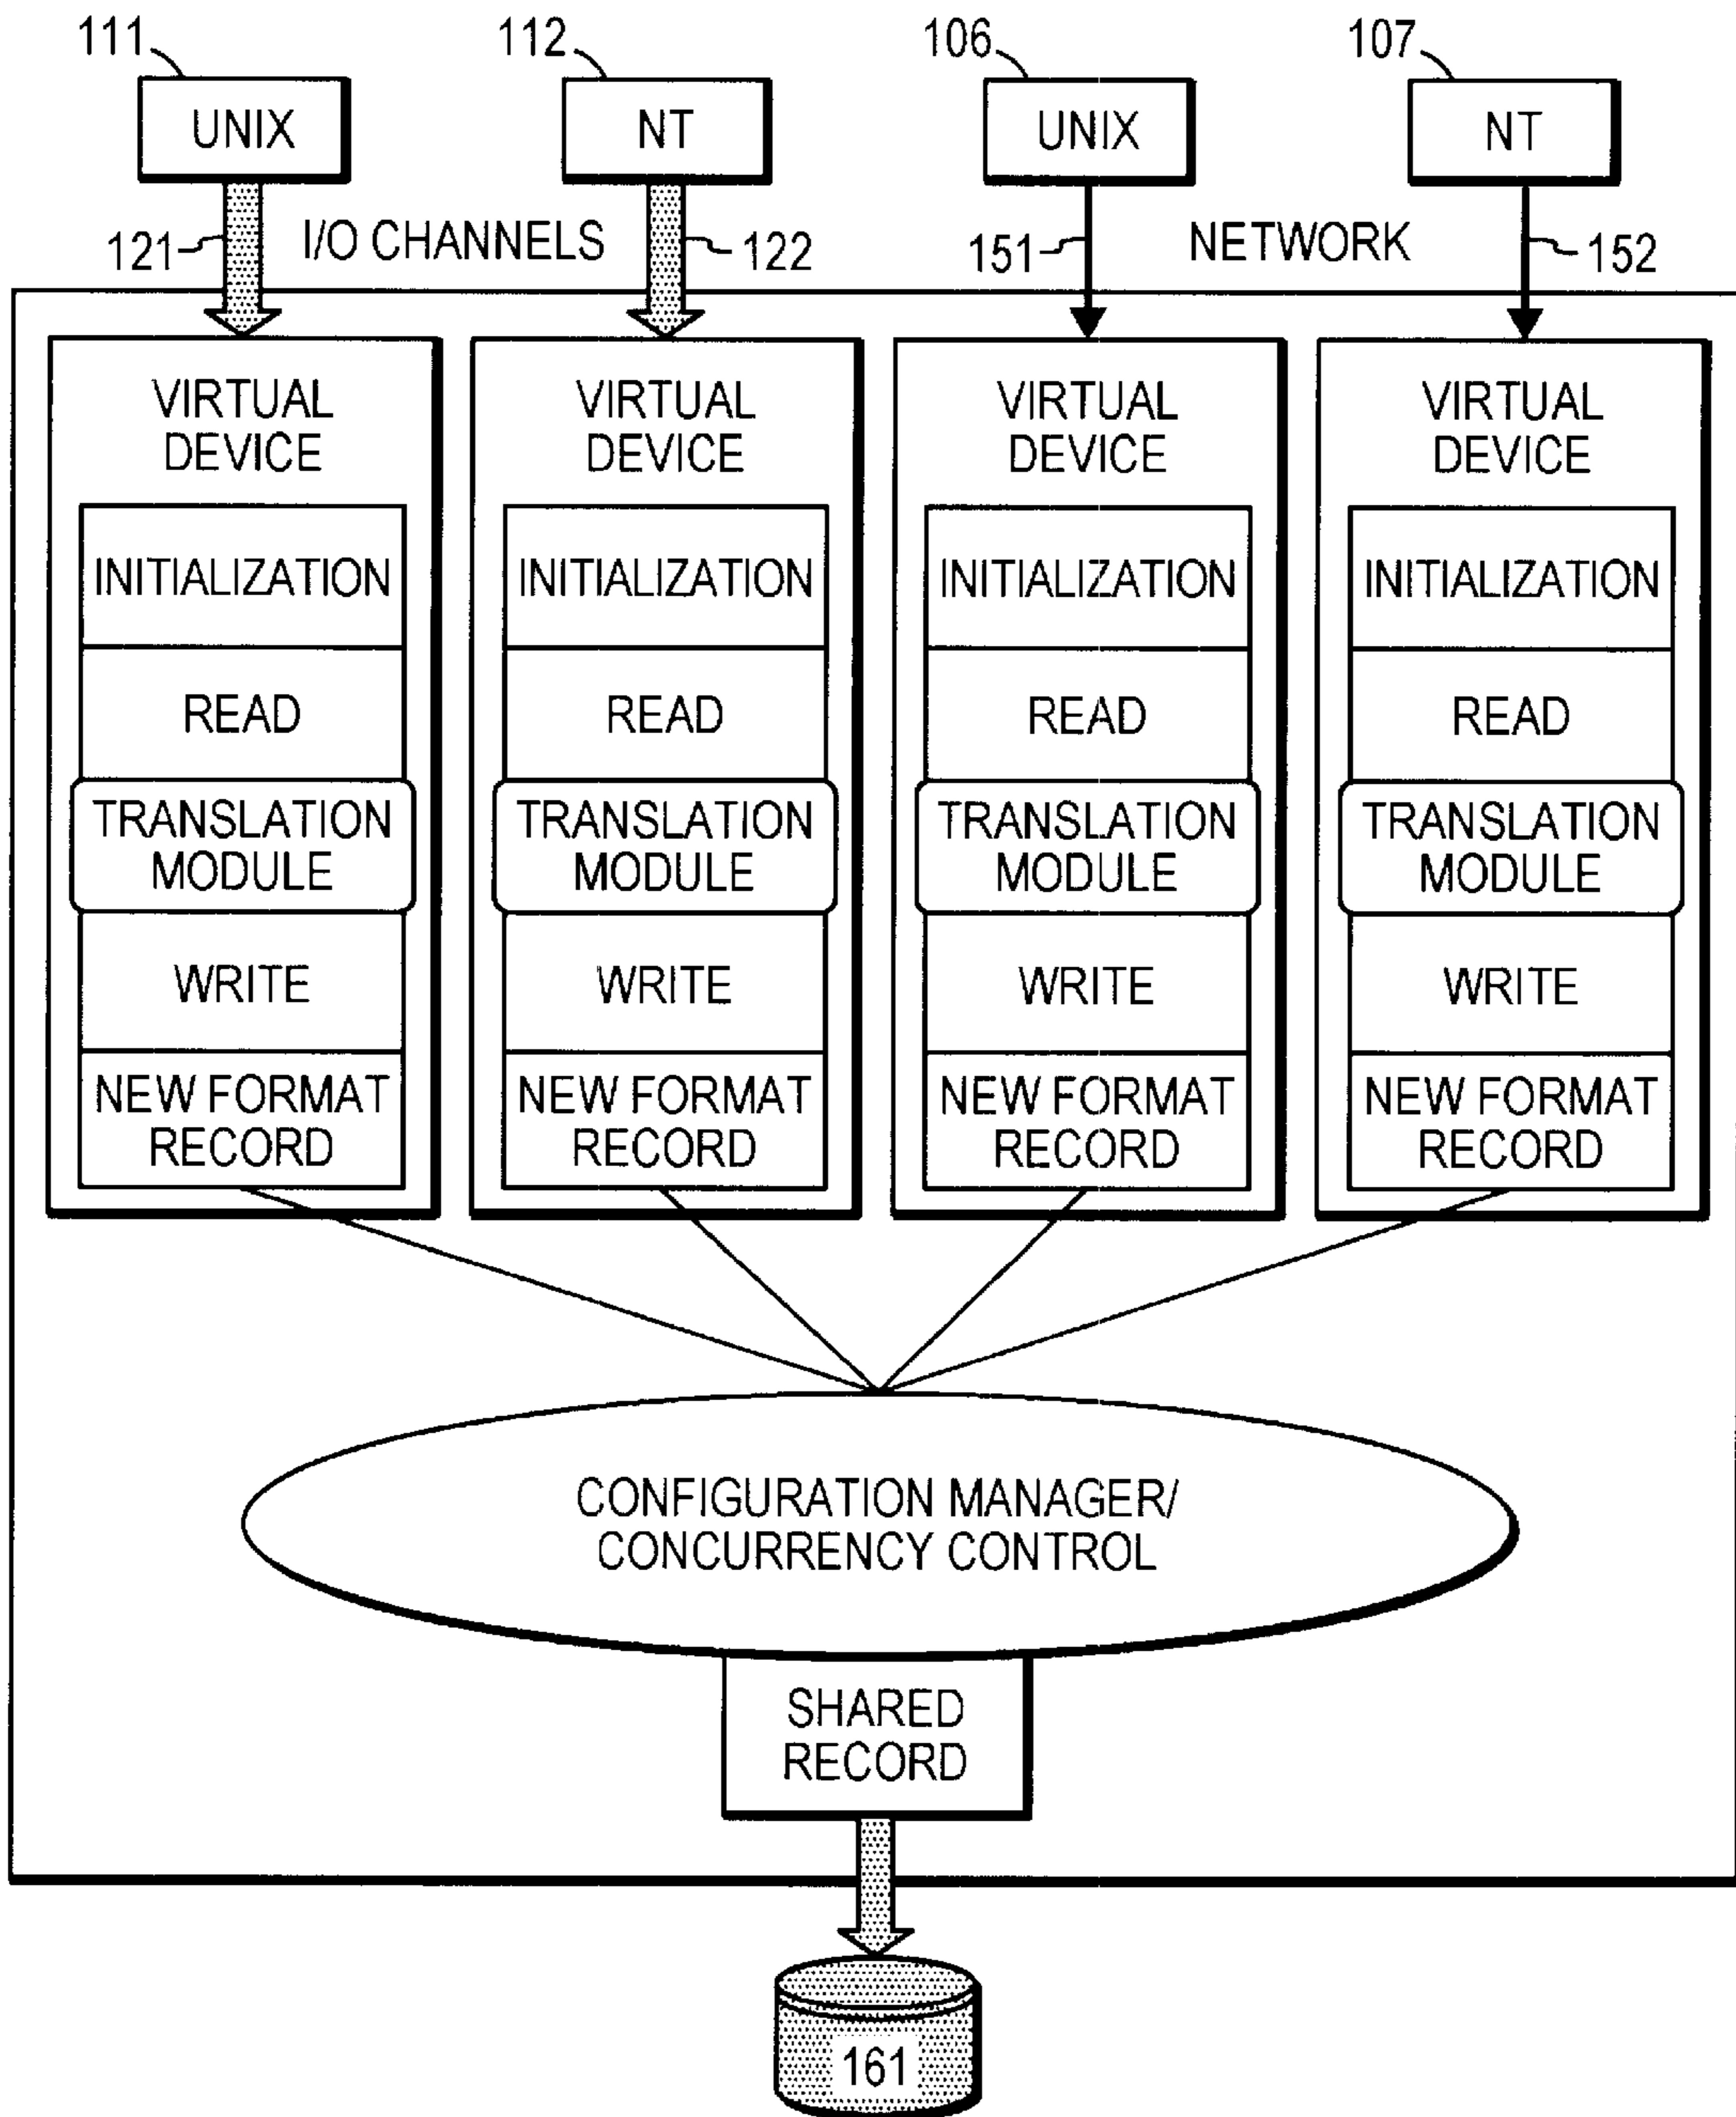 111
112
106
107
UNIX
NT
UNIX
NT
121
I/O CHANNELS
122
151
NETWORK
152
VIRTUAL
DEVICE
INITIALIZATION
READ
TRANSLATION
MODULE
WRITE
NEW FORMAT
RECORD
VIRTUAL
DEVICE
INITIALIZATION
READ
TRANSLATION
MODULE
WRITE
NEW FORMAT
RECORD
VIRTUAL
DEVICE
INITIALIZATION
READ
TRANSLATION
MODULE
WRITE
NEW FORMAT
RECORD
VIRTUAL
DEVICE
INITIALIZATION
READ
TRANSLATION
MODULE
WRITE
NEW FORMAT
RECORD
CONFIGURATION MANAGER/
CONCURRENCY CONTROL
SHARED
RECORD
161